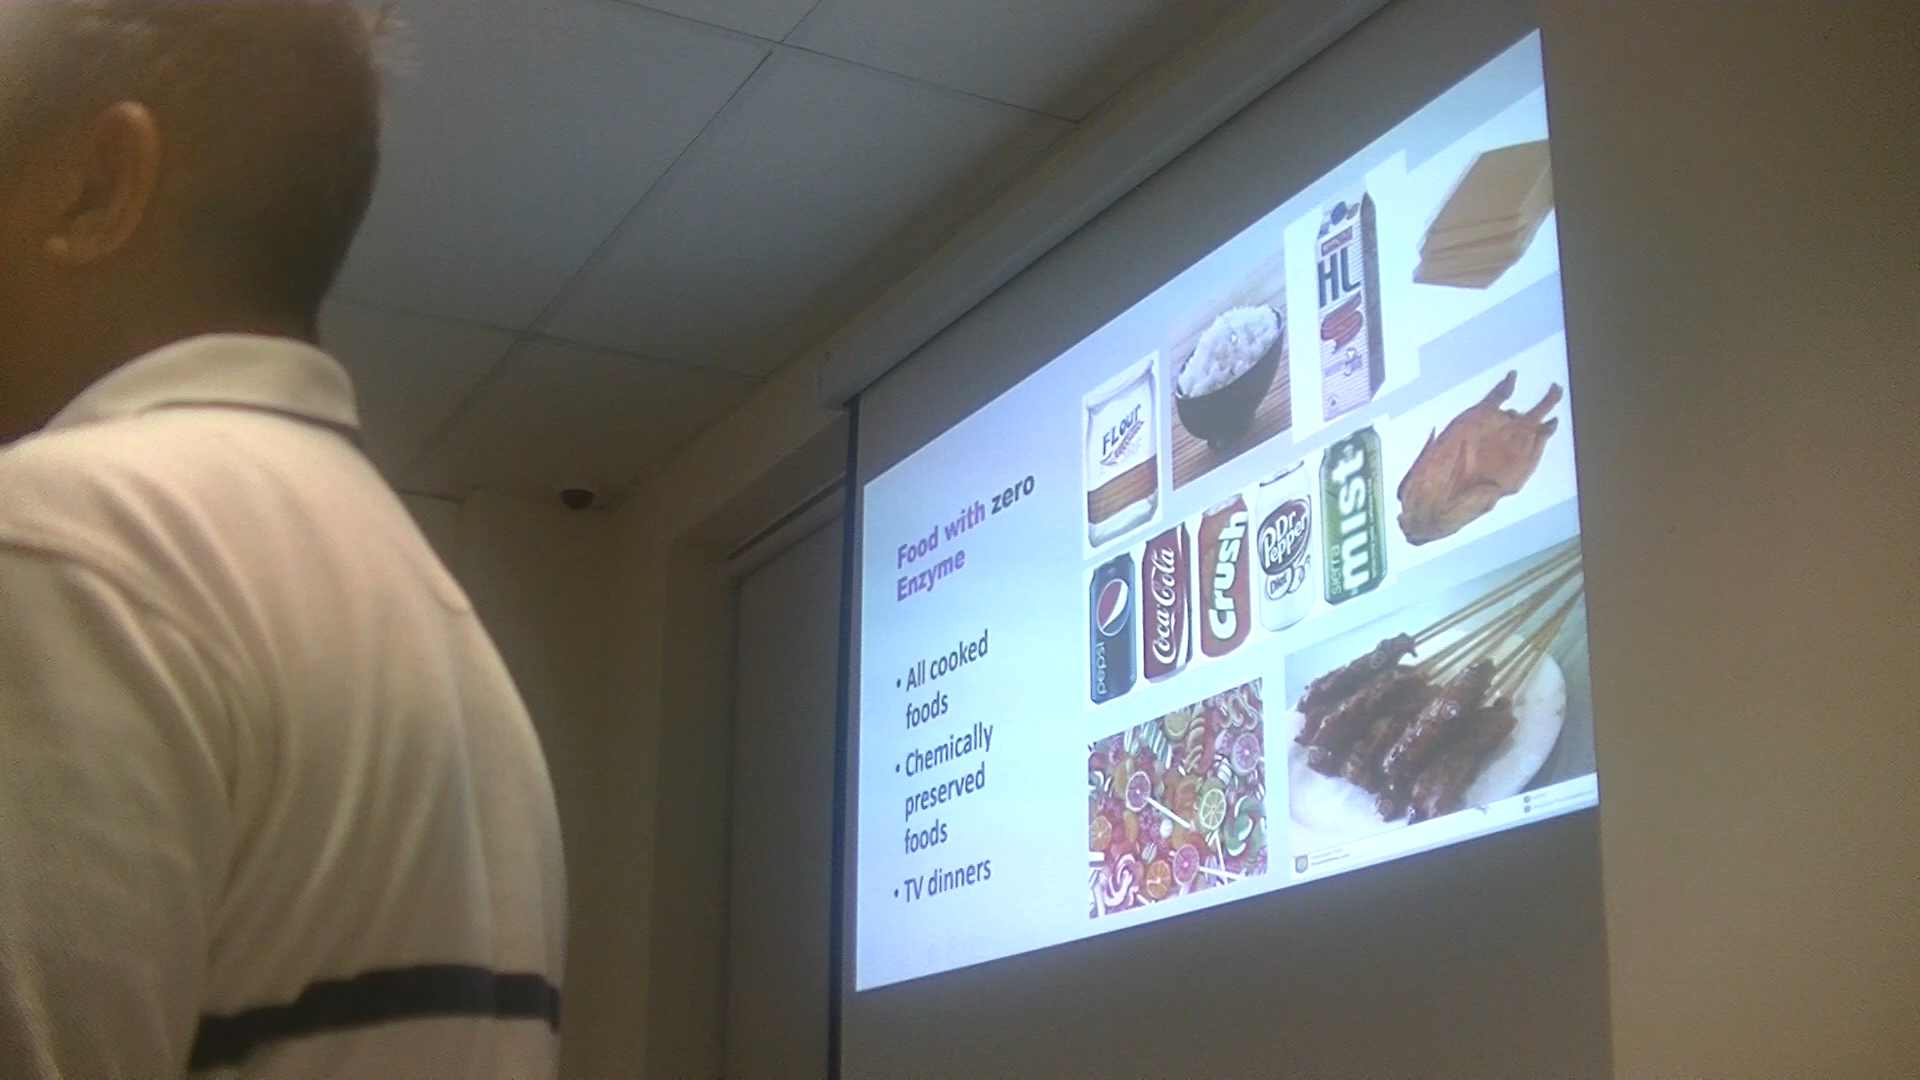 Food with zero
Enzyme
• All cooked
foods
• Chemically
preserved
foods
• TV dinners
FLOUR
HL
pepsi
Coca-Cola
Crush
Dr Pepper
DIET
sierra
mist